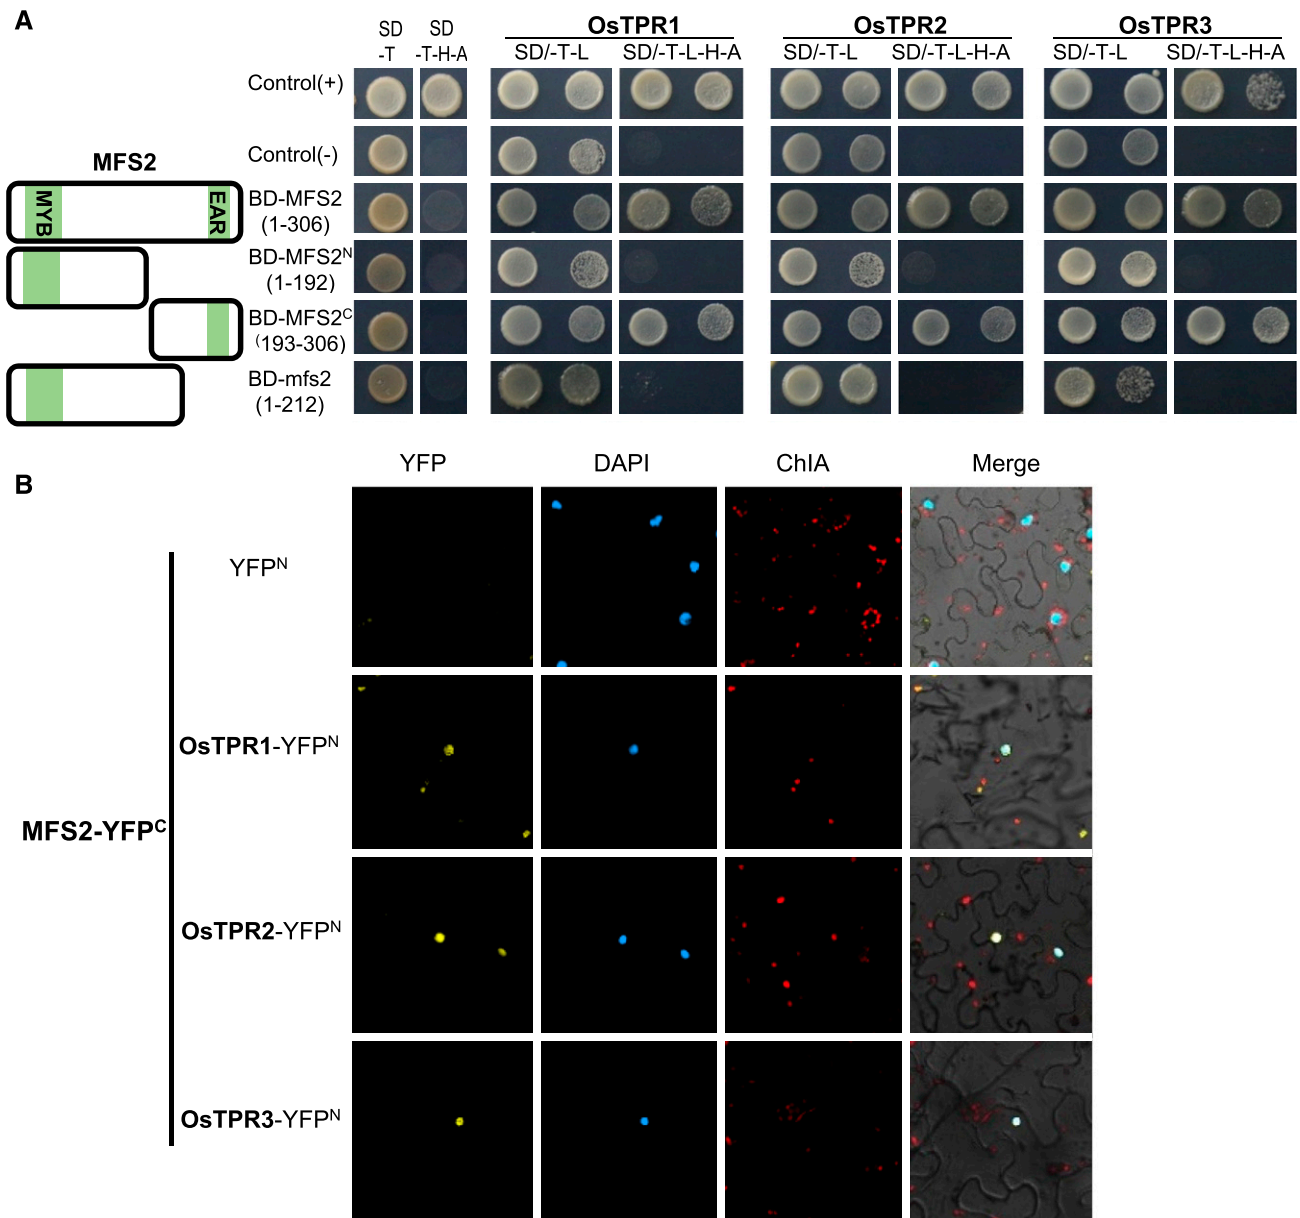 A
SD -T
SD -T-H-A
OsTPR1
SD/-T-L SD/-T-L-H-A
OsTPR2
SD/-T-L SD/-T-L-H-A
OsTPR3
SD/-T-L SD/-T-L-H-A
MFS2
MYB
EAR
Control(+)
Control(-)
BD-MFS2
(1-306)
BD-MFS2ᴺ
(1-192)
BD-MFS2ᶜ
(193-306)
BD-mfs2
(1-212)
B
YFP DAPI ChlA Merge
MFS2-YFPᶜ
YFPᴺ
OsTPR1-YFPᴺ
OsTPR2-YFPᴺ
OsTPR3-YFPᴺ